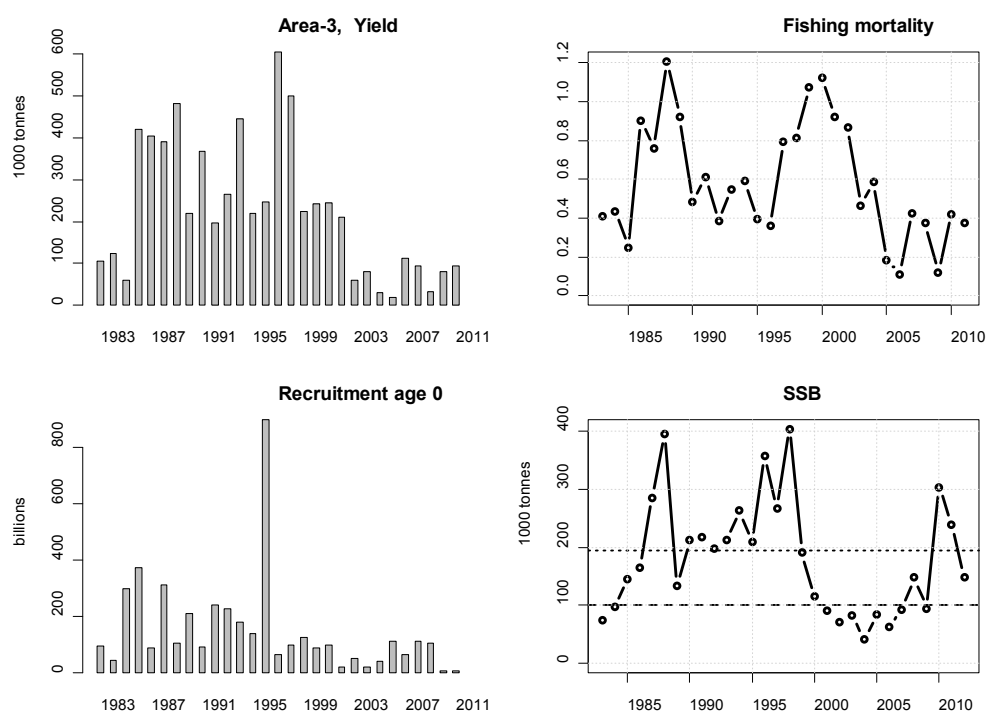 Area-3,  Yield
1000 tonnes
0 100 200 300 400 500 600
1983 1987 1991 1995 1999 2003 2007 2011
Fishing mortality
0.0 0.2 0.4 0.6 0.8 1.0 1.2
1985 1990 1995 2000 2005 2010
Recruitment age 0
billions
0 200 400 600 800
1983 1987 1991 1995 1999 2003 2007 2011
SSB
1000 tonnes
0 100 200 300 400
1985 1990 1995 2000 2005 2010